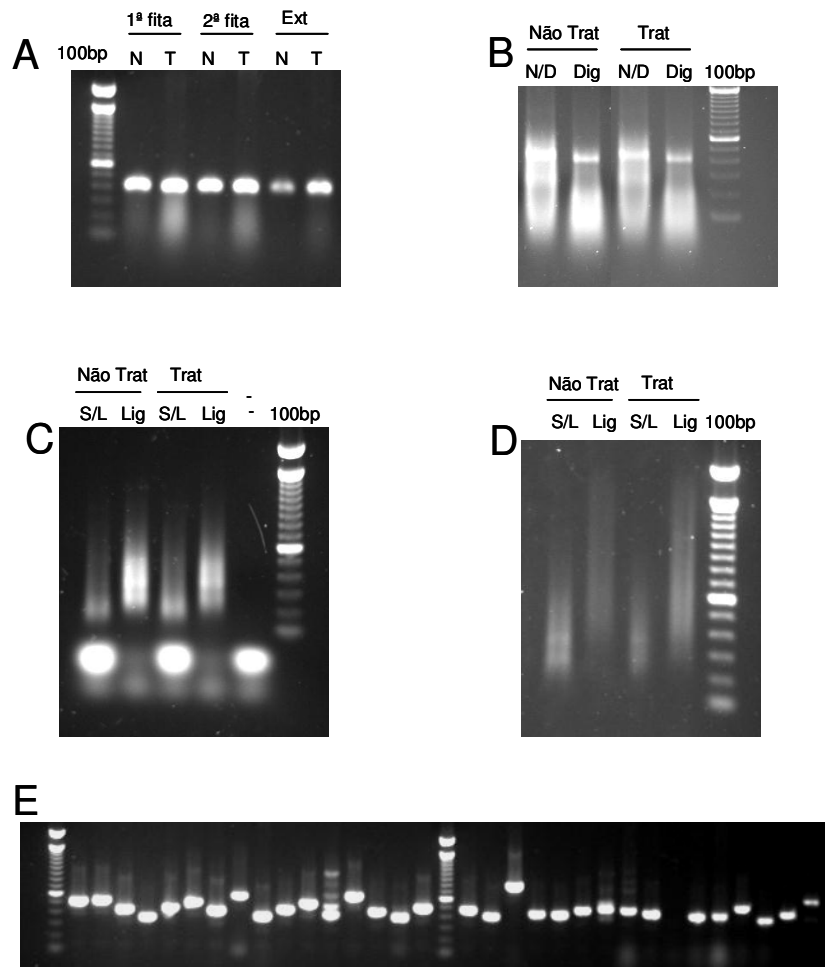 A
1ª fita 2ª fita Ext
100bp N T N T N T
B
Não Trat Trat
N/D Dig N/D Dig 100bp
C
Não Trat Trat -
S/L Lig S/L Lig - 100bp
D
Não Trat Trat
S/L Lig S/L Lig 100bp
E